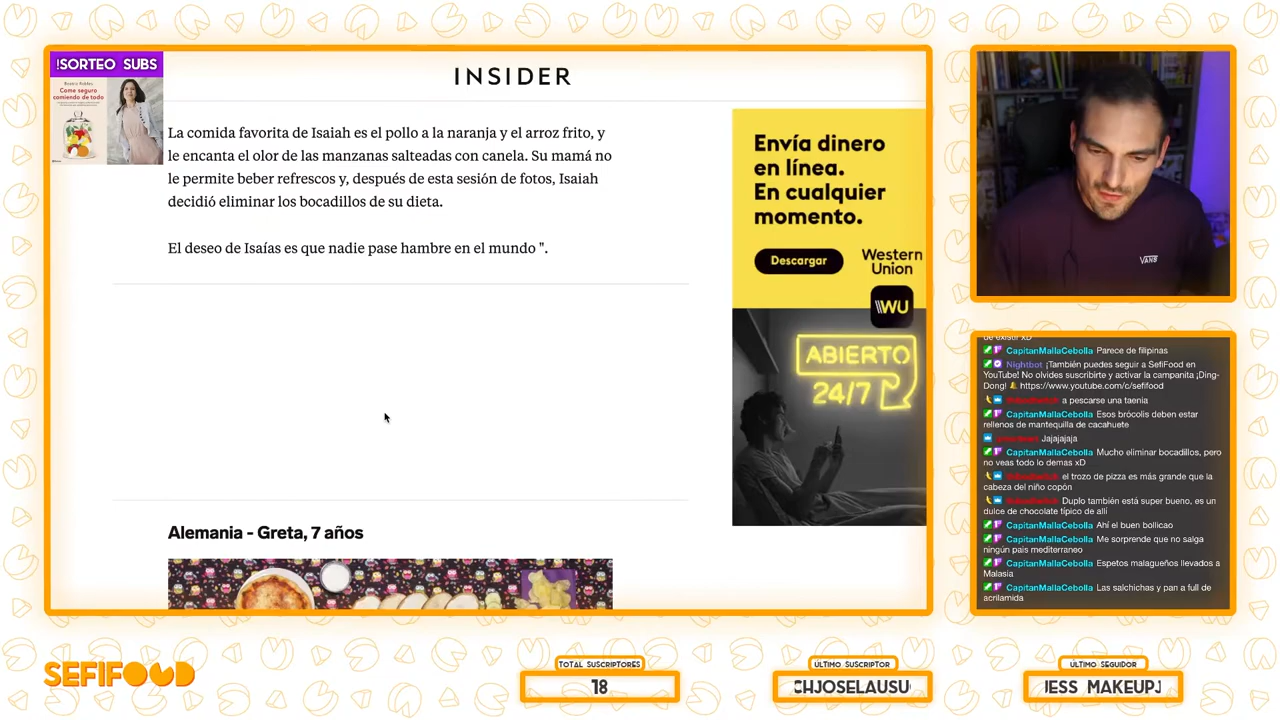 !SORTEO SUBS
Come seguro
comiendo de todo
INSIDER
La comida favorita de Isaiah es el pollo a la naranja y el arroz frito, y
le encanta el olor de las manzanas salteadas con canela. Su mamá no
le permite beber refrescos y, después de esta sesión de fotos, Isaiah
decidió eliminar los bocadillos de su dieta.
El deseo de Isaías es que nadie pase hambre en el mundo ".
Alemania - Greta, 7 años
Envía dinero
en línea.
En cualquier
momento.
Descargar
Western
Union
WU
ABIERTO
24/7
VANS
de existir xD
CapitanMallaCebolla Parece de filipinas
Nightbot ¡También puedes seguir a SefiFood en
YouTube! No olvides suscribirte y activar la campanita ¡Ding-
Dong! 🔔 https://www.youtube.com/c/sefifood
a pescarse una taenia
CapitanMallaCebolla Esos brócolis deben estar
rellenos de mantequilla de cacahuete
Jajajajaja
CapitanMallaCebolla Mucho eliminar bocadillos, pero
no veas todo lo demas xD
el trozo de pizza es más grande que la
cabeza del niño copón
Duplo también está super bueno, es un
dulce de chocolate típico de allí
CapitanMallaCebolla Ahí el buen bollicao
CapitanMallaCebolla Me sorprende que no salga
ningún pais mediterraneo
CapitanMallaCebolla Espetos malagueños llevados a
Malasia
CapitanMallaCebolla Las salchichas y pan a full de
acrilamida
SEFIFOOD
TOTAL SUSCRIPTORES
18
ÚLTIMO SUSCRIPTOR
CHJOSELAUSU
ÚLTIMO SEGUIDOR
JESS MAKEUPJ